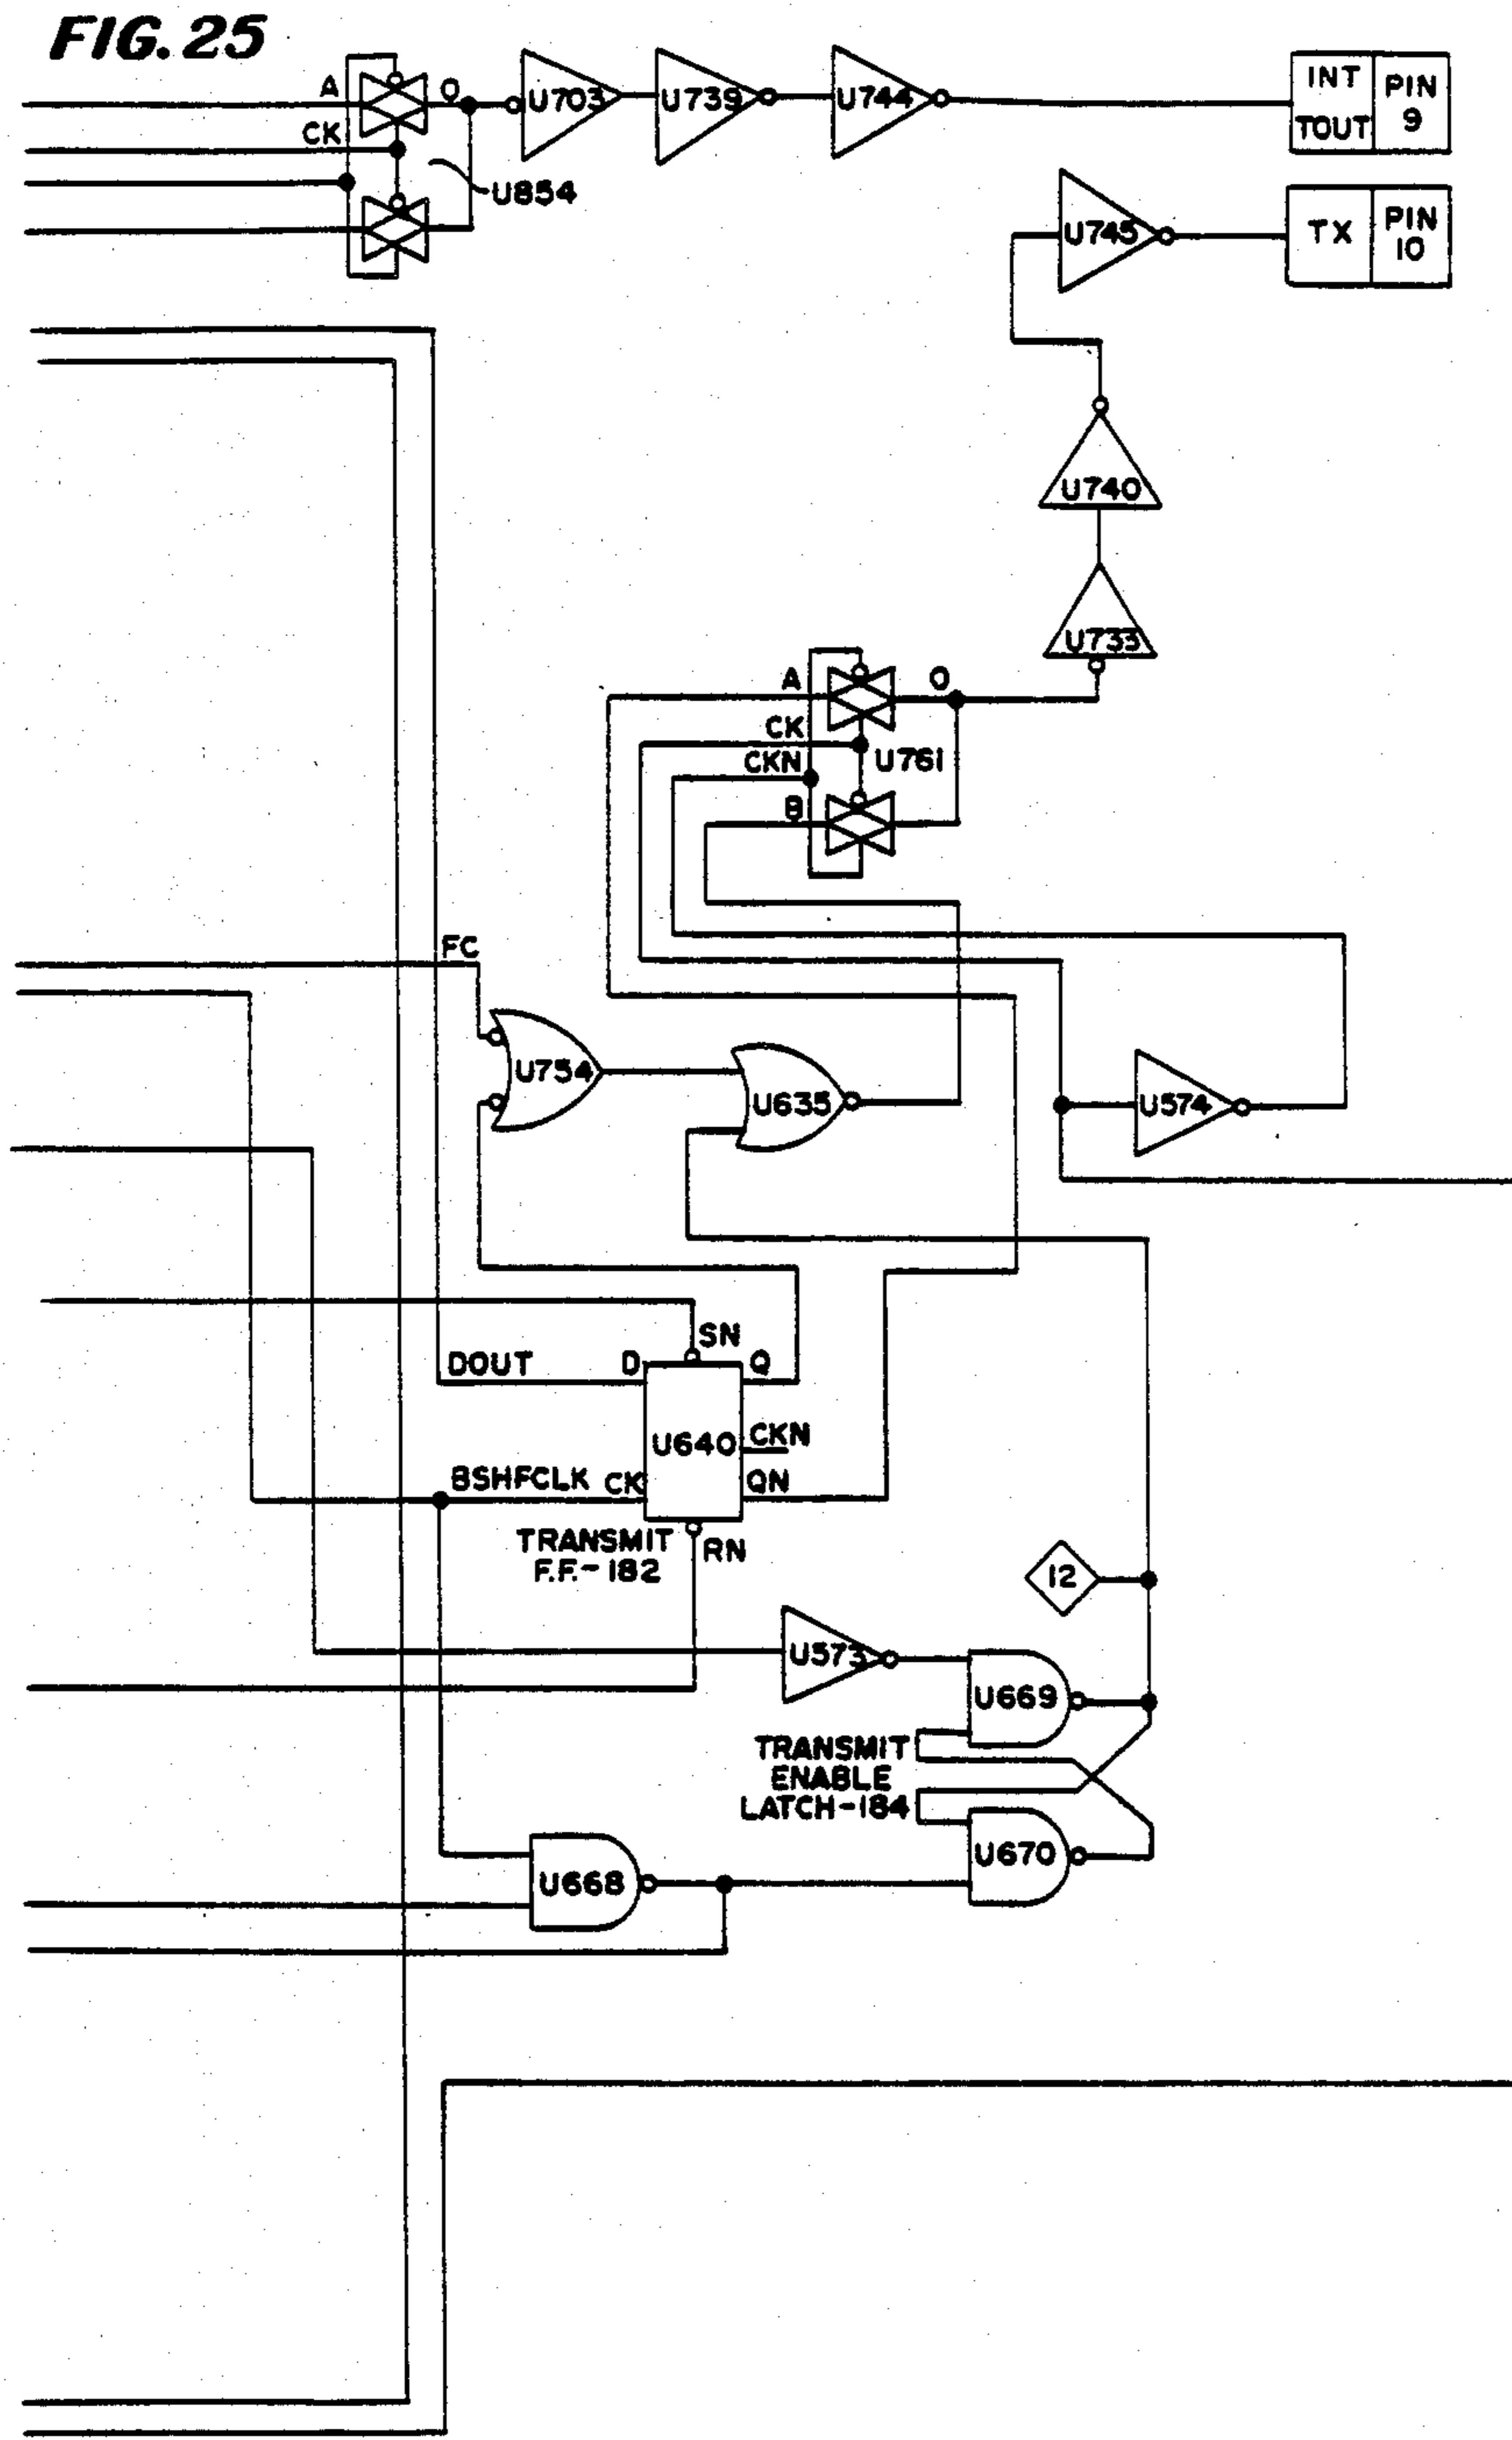 FIG. 25
A
O
U703
U739
U744
INT
TOUT
PIN
9
CK
U854
U745
TX
PIN
10
U740
U733
A
O
CK
U761
CKN
B
FC
U754
U635
U574
SN
DOUT
D
Q
U640
CKN
BSHFCLK
CK
QN
TRANSMIT
F.F.-182
RN
12
U573
U669
TRANSMIT
ENABLE
LATCH-184
U670
U668